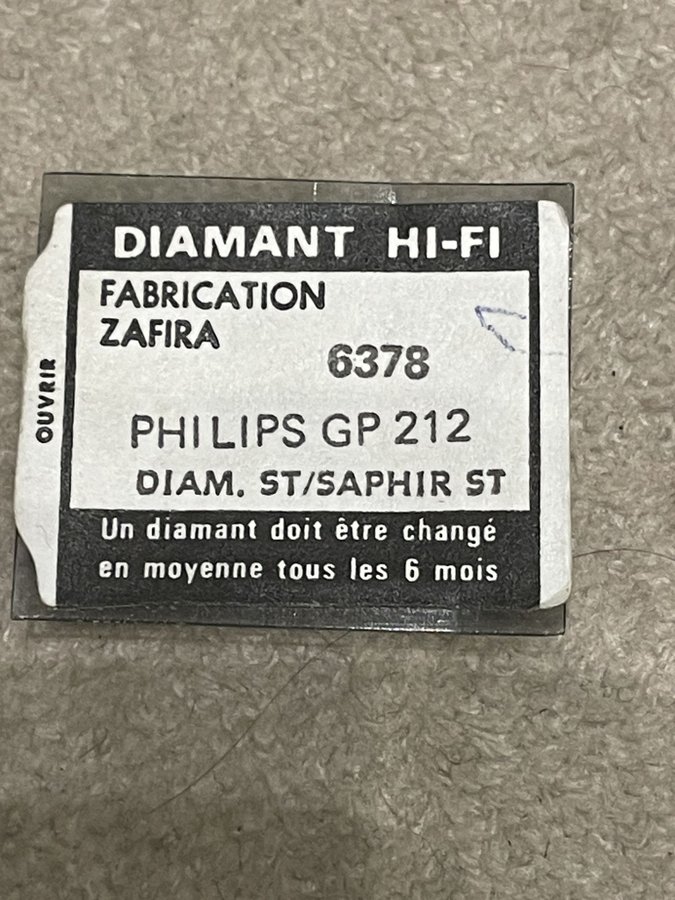 DIAMANT HI-FI
FABRICATION
ZAFIRA
6378
PHILIPS GP 212
DIAM. ST/SAPHIR ST
Un diamant doit être changé
en moyenne tous les 6 mois
OUVRIR